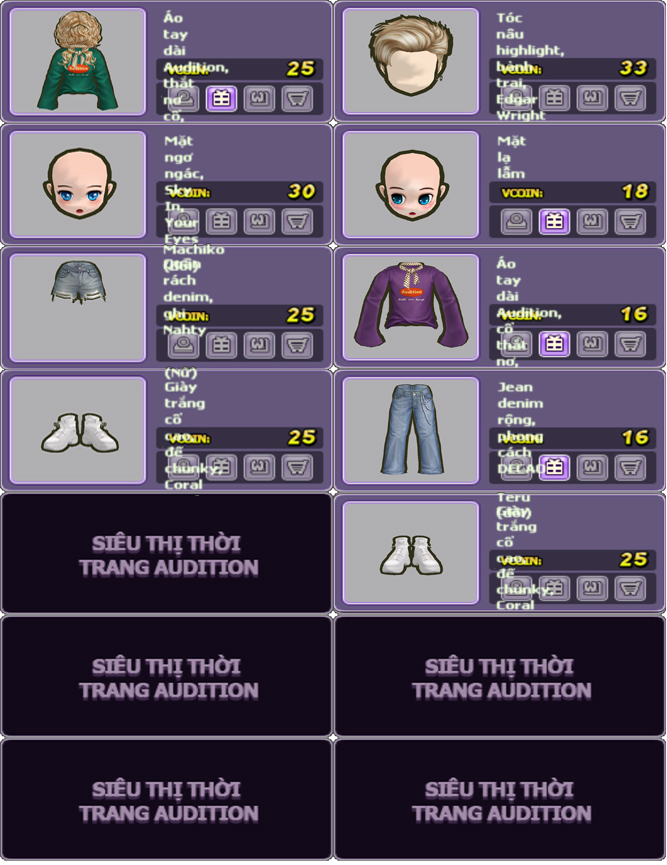 Áo
tay
dài
Audition,
thắt
nơ
cổ,
VCOIN: 25
Tóc
nâu
highlight,
bảnh
trai,
Edgar
Wright
VCOIN: 33
Mặt
ngơ
ngác,
Sky
In
Your
Eyes
VCOIN: 30
Mặt
lạ
lẫm
VCOIN: 18
Machiko
rách
denim,
ghi
Nahty
(Nữ)
VCOIN: 25
Áo
tay
dài
Audition,
cổ
thắt
nơ,
VCOIN: 16
Giày
trắng
cổ
cao,
đế
chunky,
Coral
VCOIN: 25
Jean
denim
rộng,
phong
cách
DECAO
VCOIN: 16
SIÊU THỊ THỜI
TRANG AUDITION
Teru
Giày
trắng
cổ
cao,
đế
chunky,
Coral
VCOIN: 25
SIÊU THỊ THỜI
TRANG AUDITION
SIÊU THỊ THỜI
TRANG AUDITION
SIÊU THỊ THỜI
TRANG AUDITION
SIÊU THỊ THỜI
TRANG AUDITION